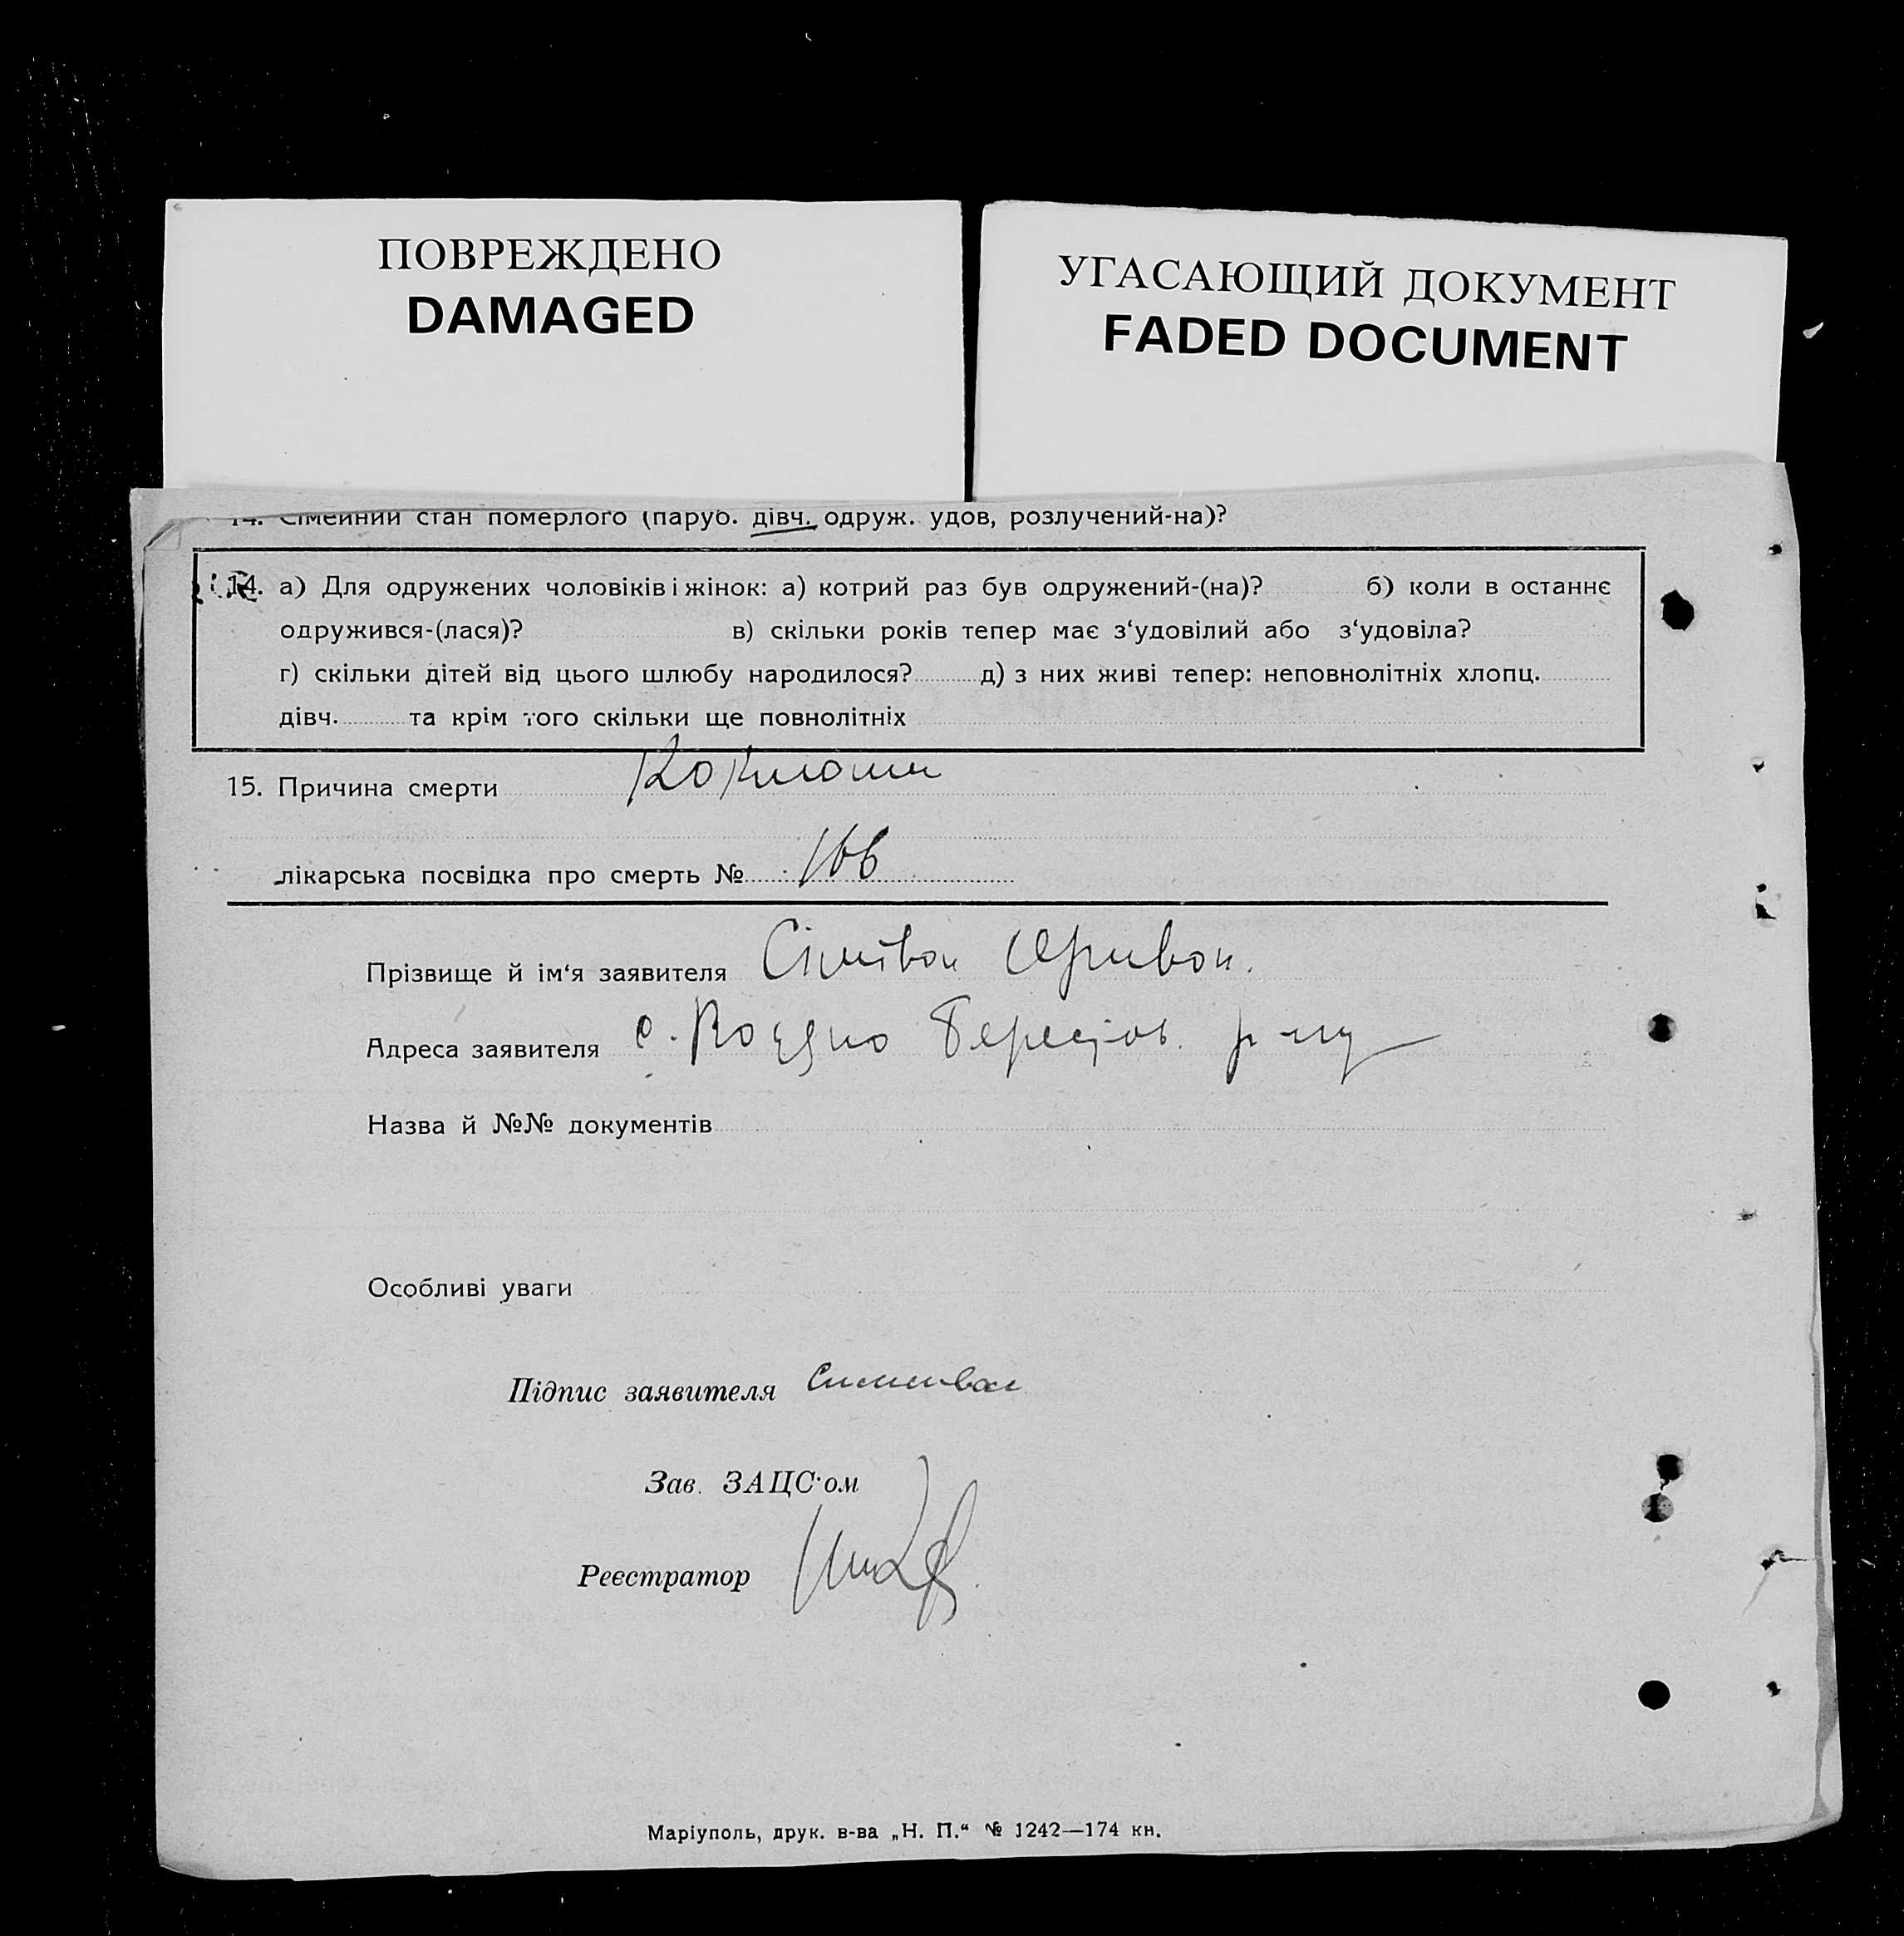 ПОВРЕЖДЕНО
DAMAGED
УГАСАЮЩИЙ ДОКУМЕНТ
FADED DOCUMENT
14. Сімейний стан померлого (паруб. дівч. одруж. удов, розлучений-на)?
14. а) Для одружених чоловіків і жінок: а) котрий раз був одружений-(на)? б) коли в останнє
одружився-(лася)? в) скільки років тепер має з‘удовілий або з‘удовіла?
г) скільки дітей від цього шлюбу народилося? д) з них живі тепер: неповнолітніх хлопц.
дівч. та крім того скільки ще повнолітніх
15. Причина смерти
лікарська посвідка про смерть № 166
Прізвище й ім‘я заявителя
Адреса заявителя с.
Назва й №№ документів
Особливі уваги
Підпис заявителя
Зав. ЗАЦС‘ом
Реєстратор
Маріуполь, друк. в-ва „Н. П.“ № 1242—174 кн.